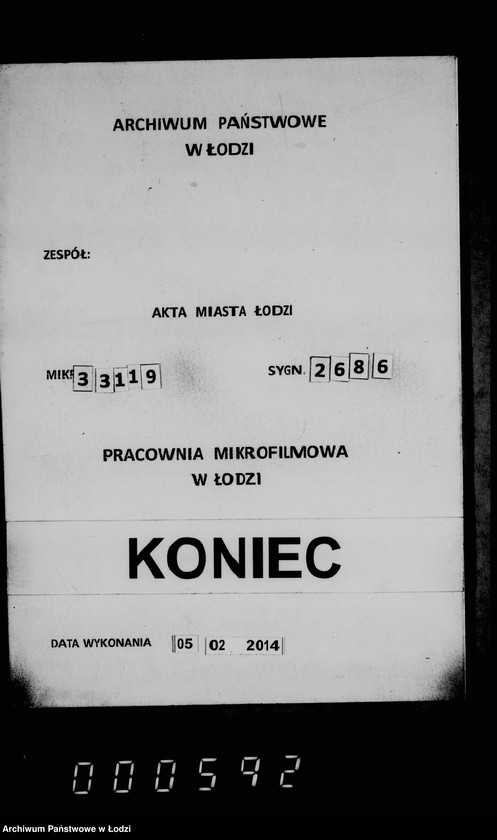 ARCHIWUM PAŃSTWOWE
W ŁODZI
ZESPÓŁ:
AKTA MIASTA ŁODZI
MIKR 33119 SYGN. 2686
PRACOWNIA MIKROFILMOWA
W ŁODZI
KONIEC
DATA WYKONANIA 05 02 2014
000592
Archiwum Państwowe w Łodzi